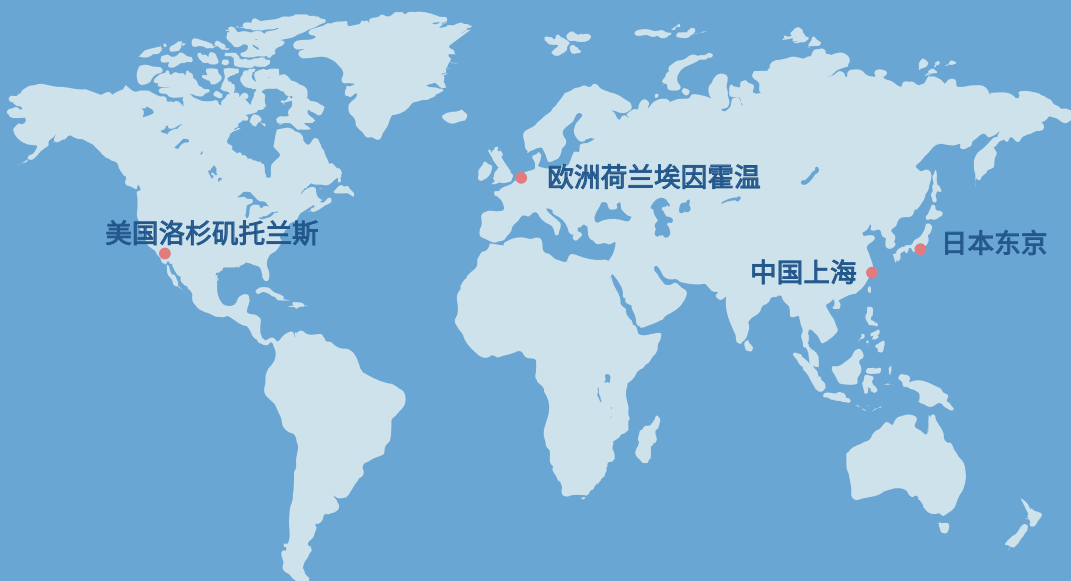 欧洲荷兰埃因霍温
美国洛杉矶托兰斯
日本东京
中国上海